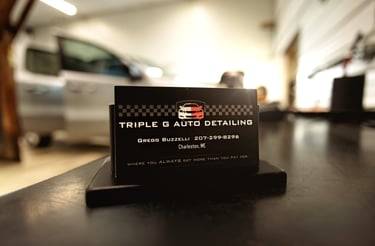 TRIPLE G AUTO DETAILING
GREGG BUZZELLI 207-299-8296
Charleston, ME
WHERE YOU ALWAYS GET MORE THAN YOU PAY FOR.